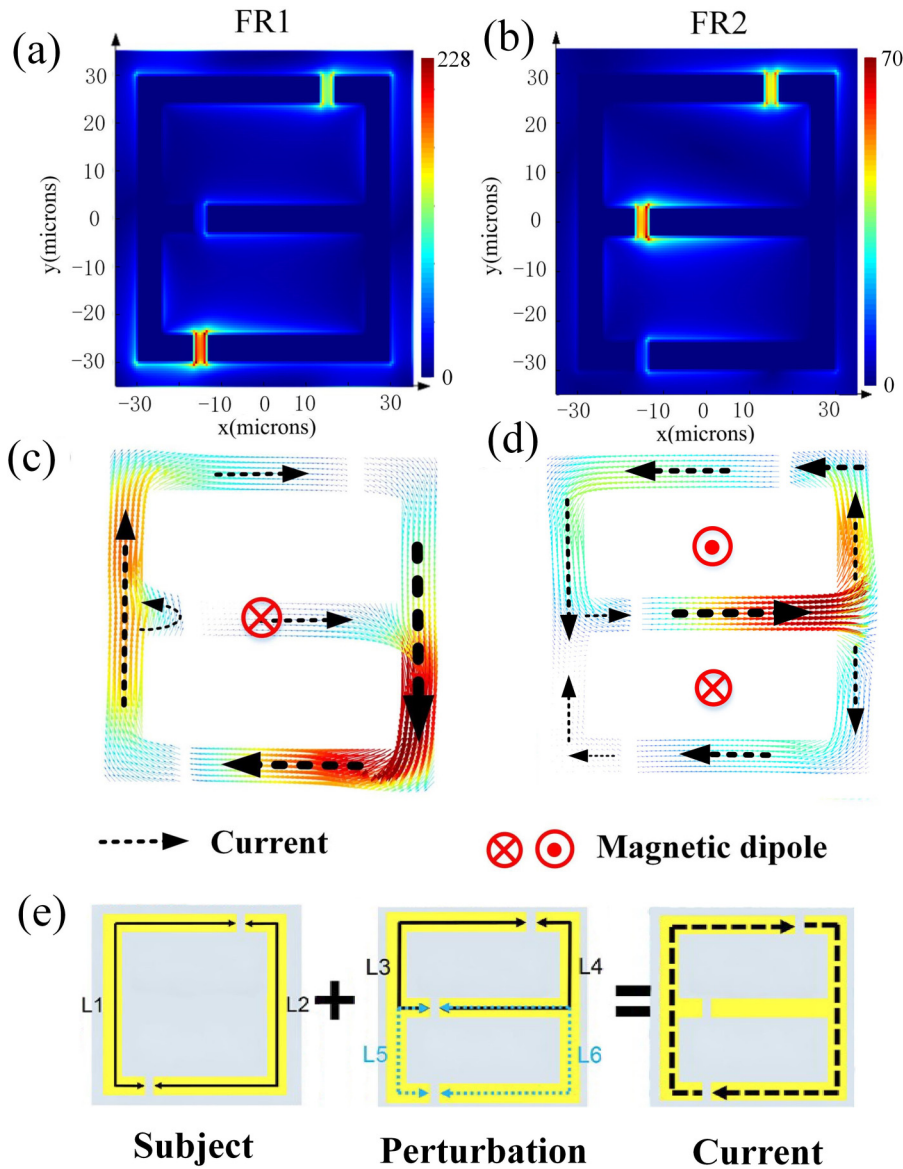 FR1
FR2
(a)
(b)
228
70
30
20
10
0
−10
−20
−30
y(microns)
0
−30
−10
0
10
30
x(microns)
30
20
10
0
−10
−20
−30
y(microns)
0
−30
−10
0
10
30
x(microns)
(c)
(d)
Current
Magnetic dipole
(e)
L1
L2
+
L3
L4
L5
L6
=
Subject
Perturbation
Current